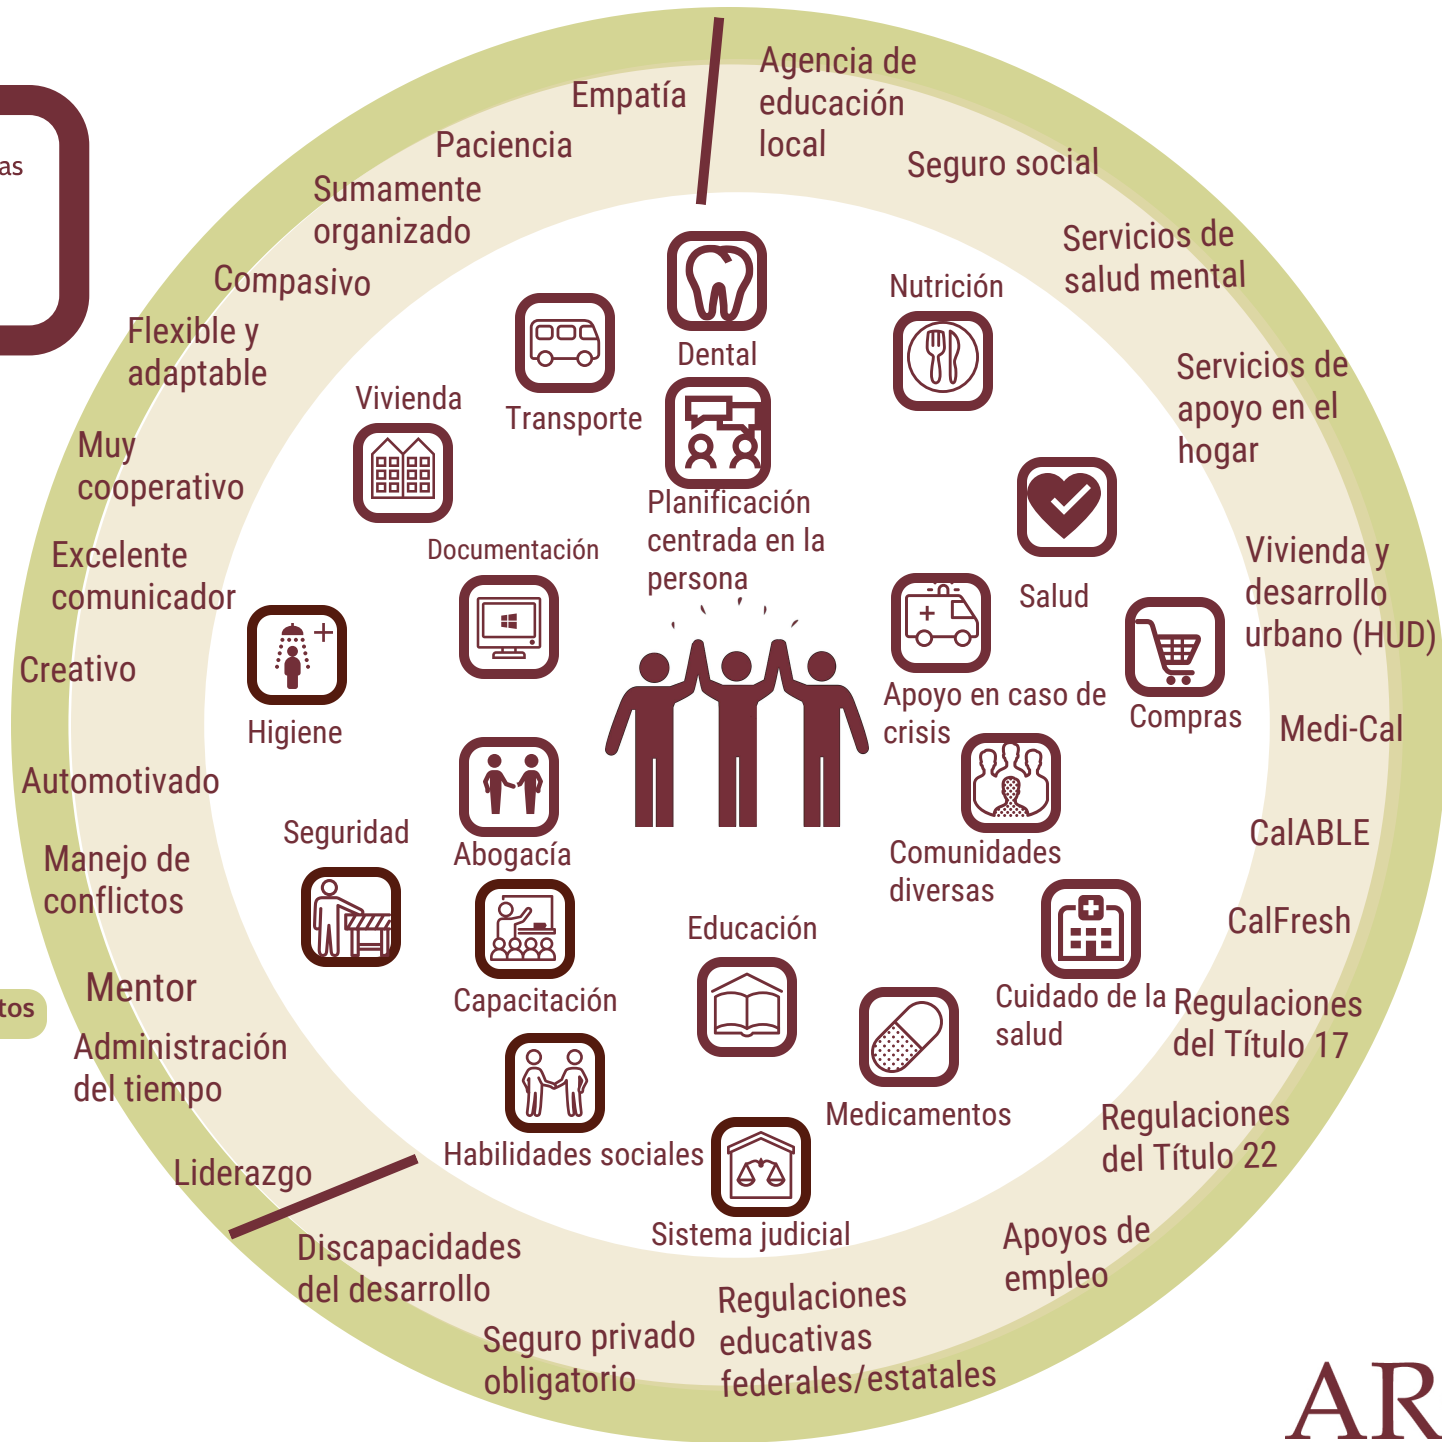 Empatía
Paciencia
Sumamente
organizado
Compasivo
Flexible y
adaptable
Muy
cooperativo
Excelente
comunicador
Creativo
Automotivado
Manejo de
conflictos
Mentor
Administración
del tiempo
Liderazgo
Agencia de
educación
local
Seguro social
Servicios de
salud mental
Servicios de
apoyo en el
hogar
Vivienda y
desarrollo
urbano (HUD)
Medi-Cal
CalABLE
CalFresh
Regulaciones
del Título 17
Regulaciones
del Título 22
Apoyos de
empleo
Regulaciones
educativas
federales/estatales
Seguro privado
obligatorio
Discapacidades
del desarrollo
Dental
Nutrición
Transporte
Vivienda
Planificación
centrada en la
persona
Documentación
Salud
Higiene
Apoyo en caso de
crisis
Compras
Seguridad
Abogacía
Comunidades
diversas
Capacitación
Educación
Cuidado de la
salud
Medicamentos
Habilidades sociales
Sistema judicial
as
tos
AR